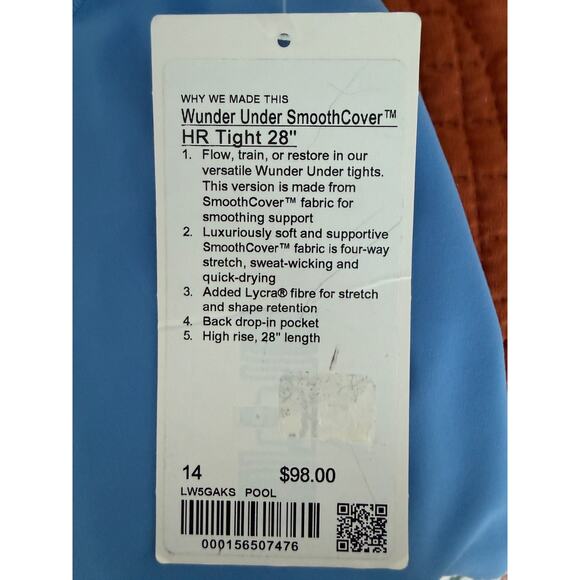 WHY WE MADE THIS
Wunder Under SmoothCover™
HR Tight 28"
1. Flow, train, or restore in our
versatile Wunder Under tights.
This version is made from
SmoothCover™ fabric for
smoothing support
2. Luxuriously soft and supportive
SmoothCover™ fabric is four-way
stretch, sweat-wicking and
quick-drying
3. Added Lycra® fibre for stretch
and shape retention
4. Back drop-in pocket
5. High rise, 28" length
14 $98.00
LW5GAKS POOL
000156507476